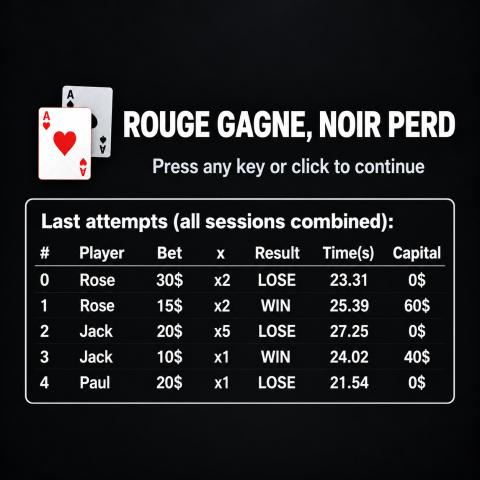 A
A
A
A
ROUGE GAGNE, NOIR PERD
Press any key or click to continue
Last attempts (all sessions combined):
# Player Bet x Result Time(s) Capital
0 Rose 30$ x2 LOSE 23.31 0$
1 Rose 15$ x2 WIN 25.39 60$
2 Jack 20$ x5 LOSE 27.25 0$
3 Jack 10$ x1 WIN 24.02 40$
4 Paul 20$ x1 LOSE 21.54 0$